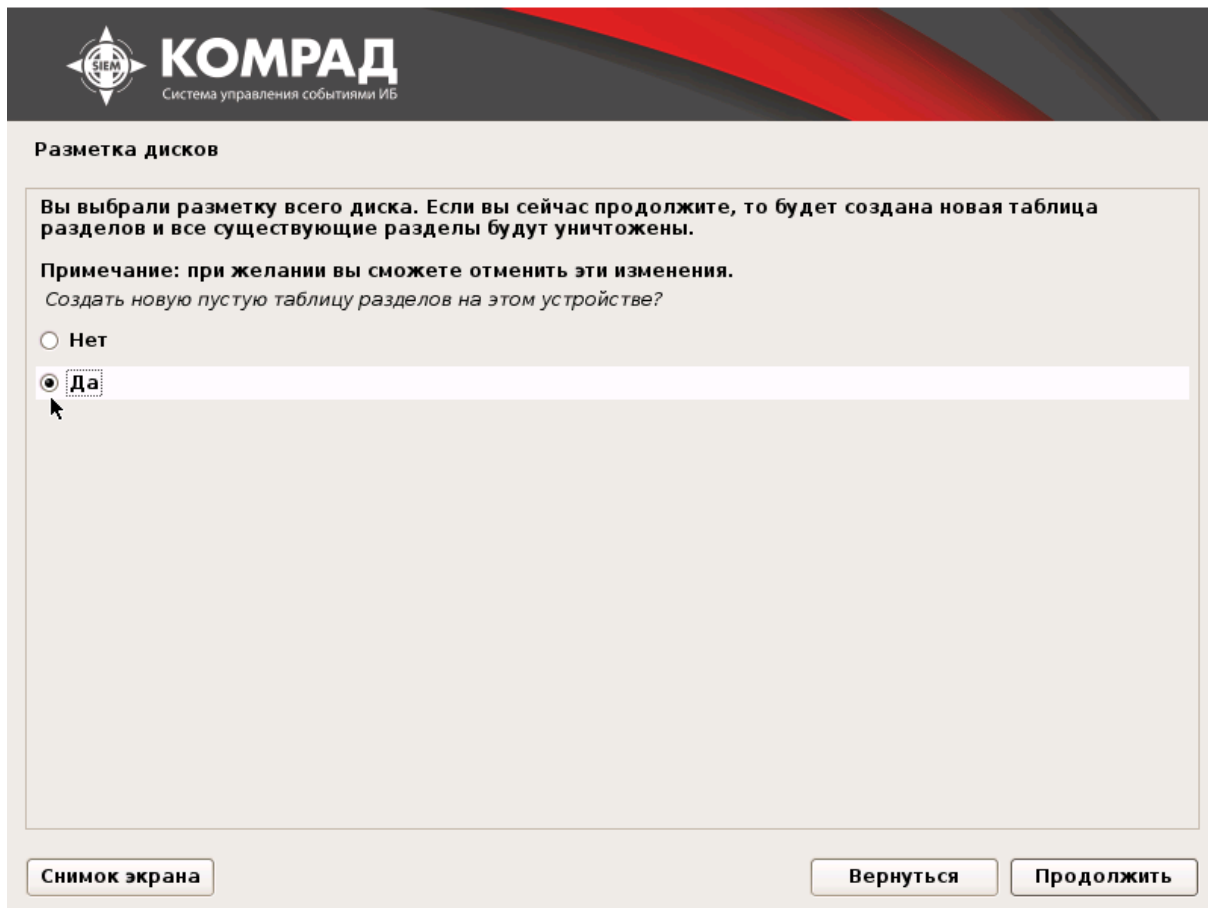 SIEM
КОМРАД
Система управления событиями ИБ
Разметка дисков
Вы выбрали разметку всего диска. Если вы сейчас продолжите, то будет создана новая таблица
разделов и все существующие разделы будут уничтожены.
Примечание: при желании вы сможете отменить эти изменения.
Создать новую пустую таблицу разделов на этом устройстве?
Нет
Да
Снимок экрана
Вернуться
Продолжить